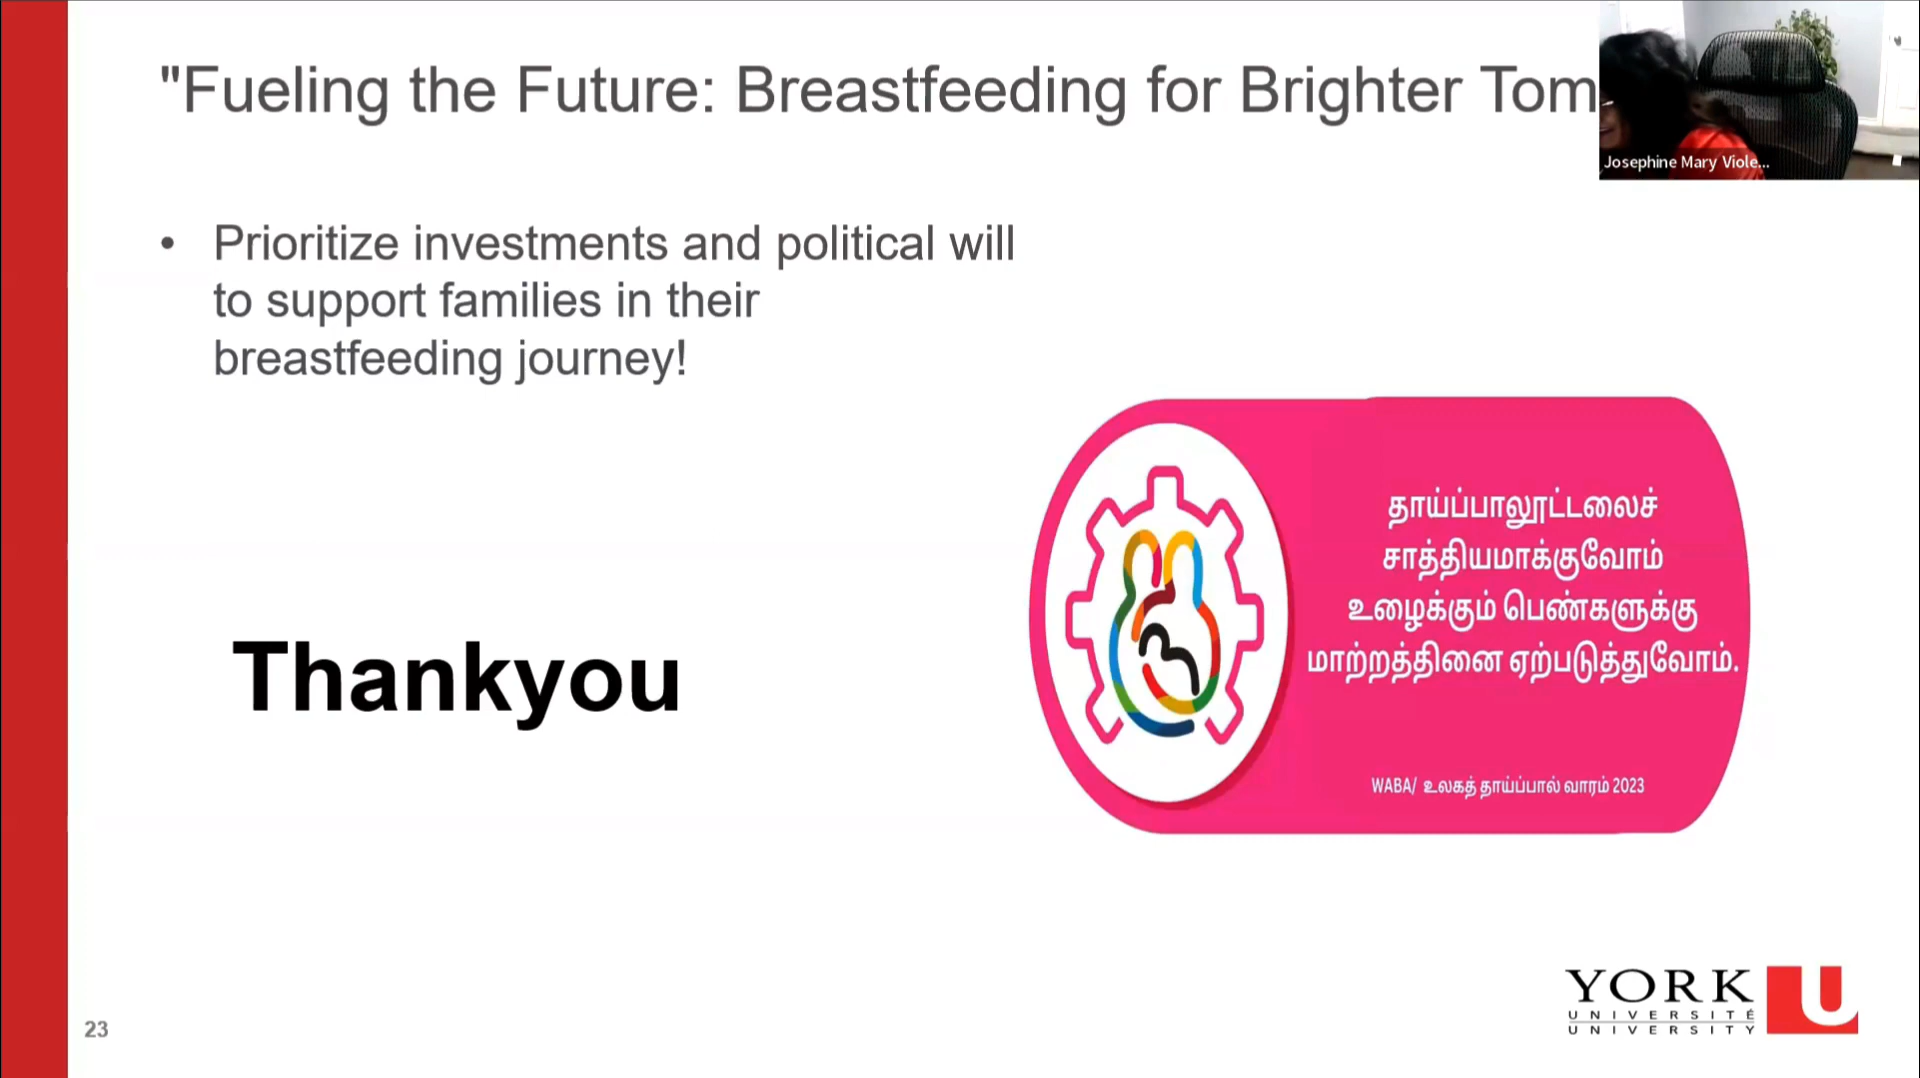 "Fueling the Future: Breastfeeding for Brighter Tom
Josephine Mary Viole...
• Prioritize investments and political will
to support families in their
breastfeeding journey!
தாய்ப்பாலூட்டலைச்
சாத்தியமாக்குவோம்
உழைக்கும் பெண்களுக்கு
மாற்றத்தினை ஏற்படுத்துவோம்.
WABA/ உலகத் தாய்ப்பால் வாரம் 2023
Thankyou
YORK U
UNIVERSITÉ
UNIVERSITY
23